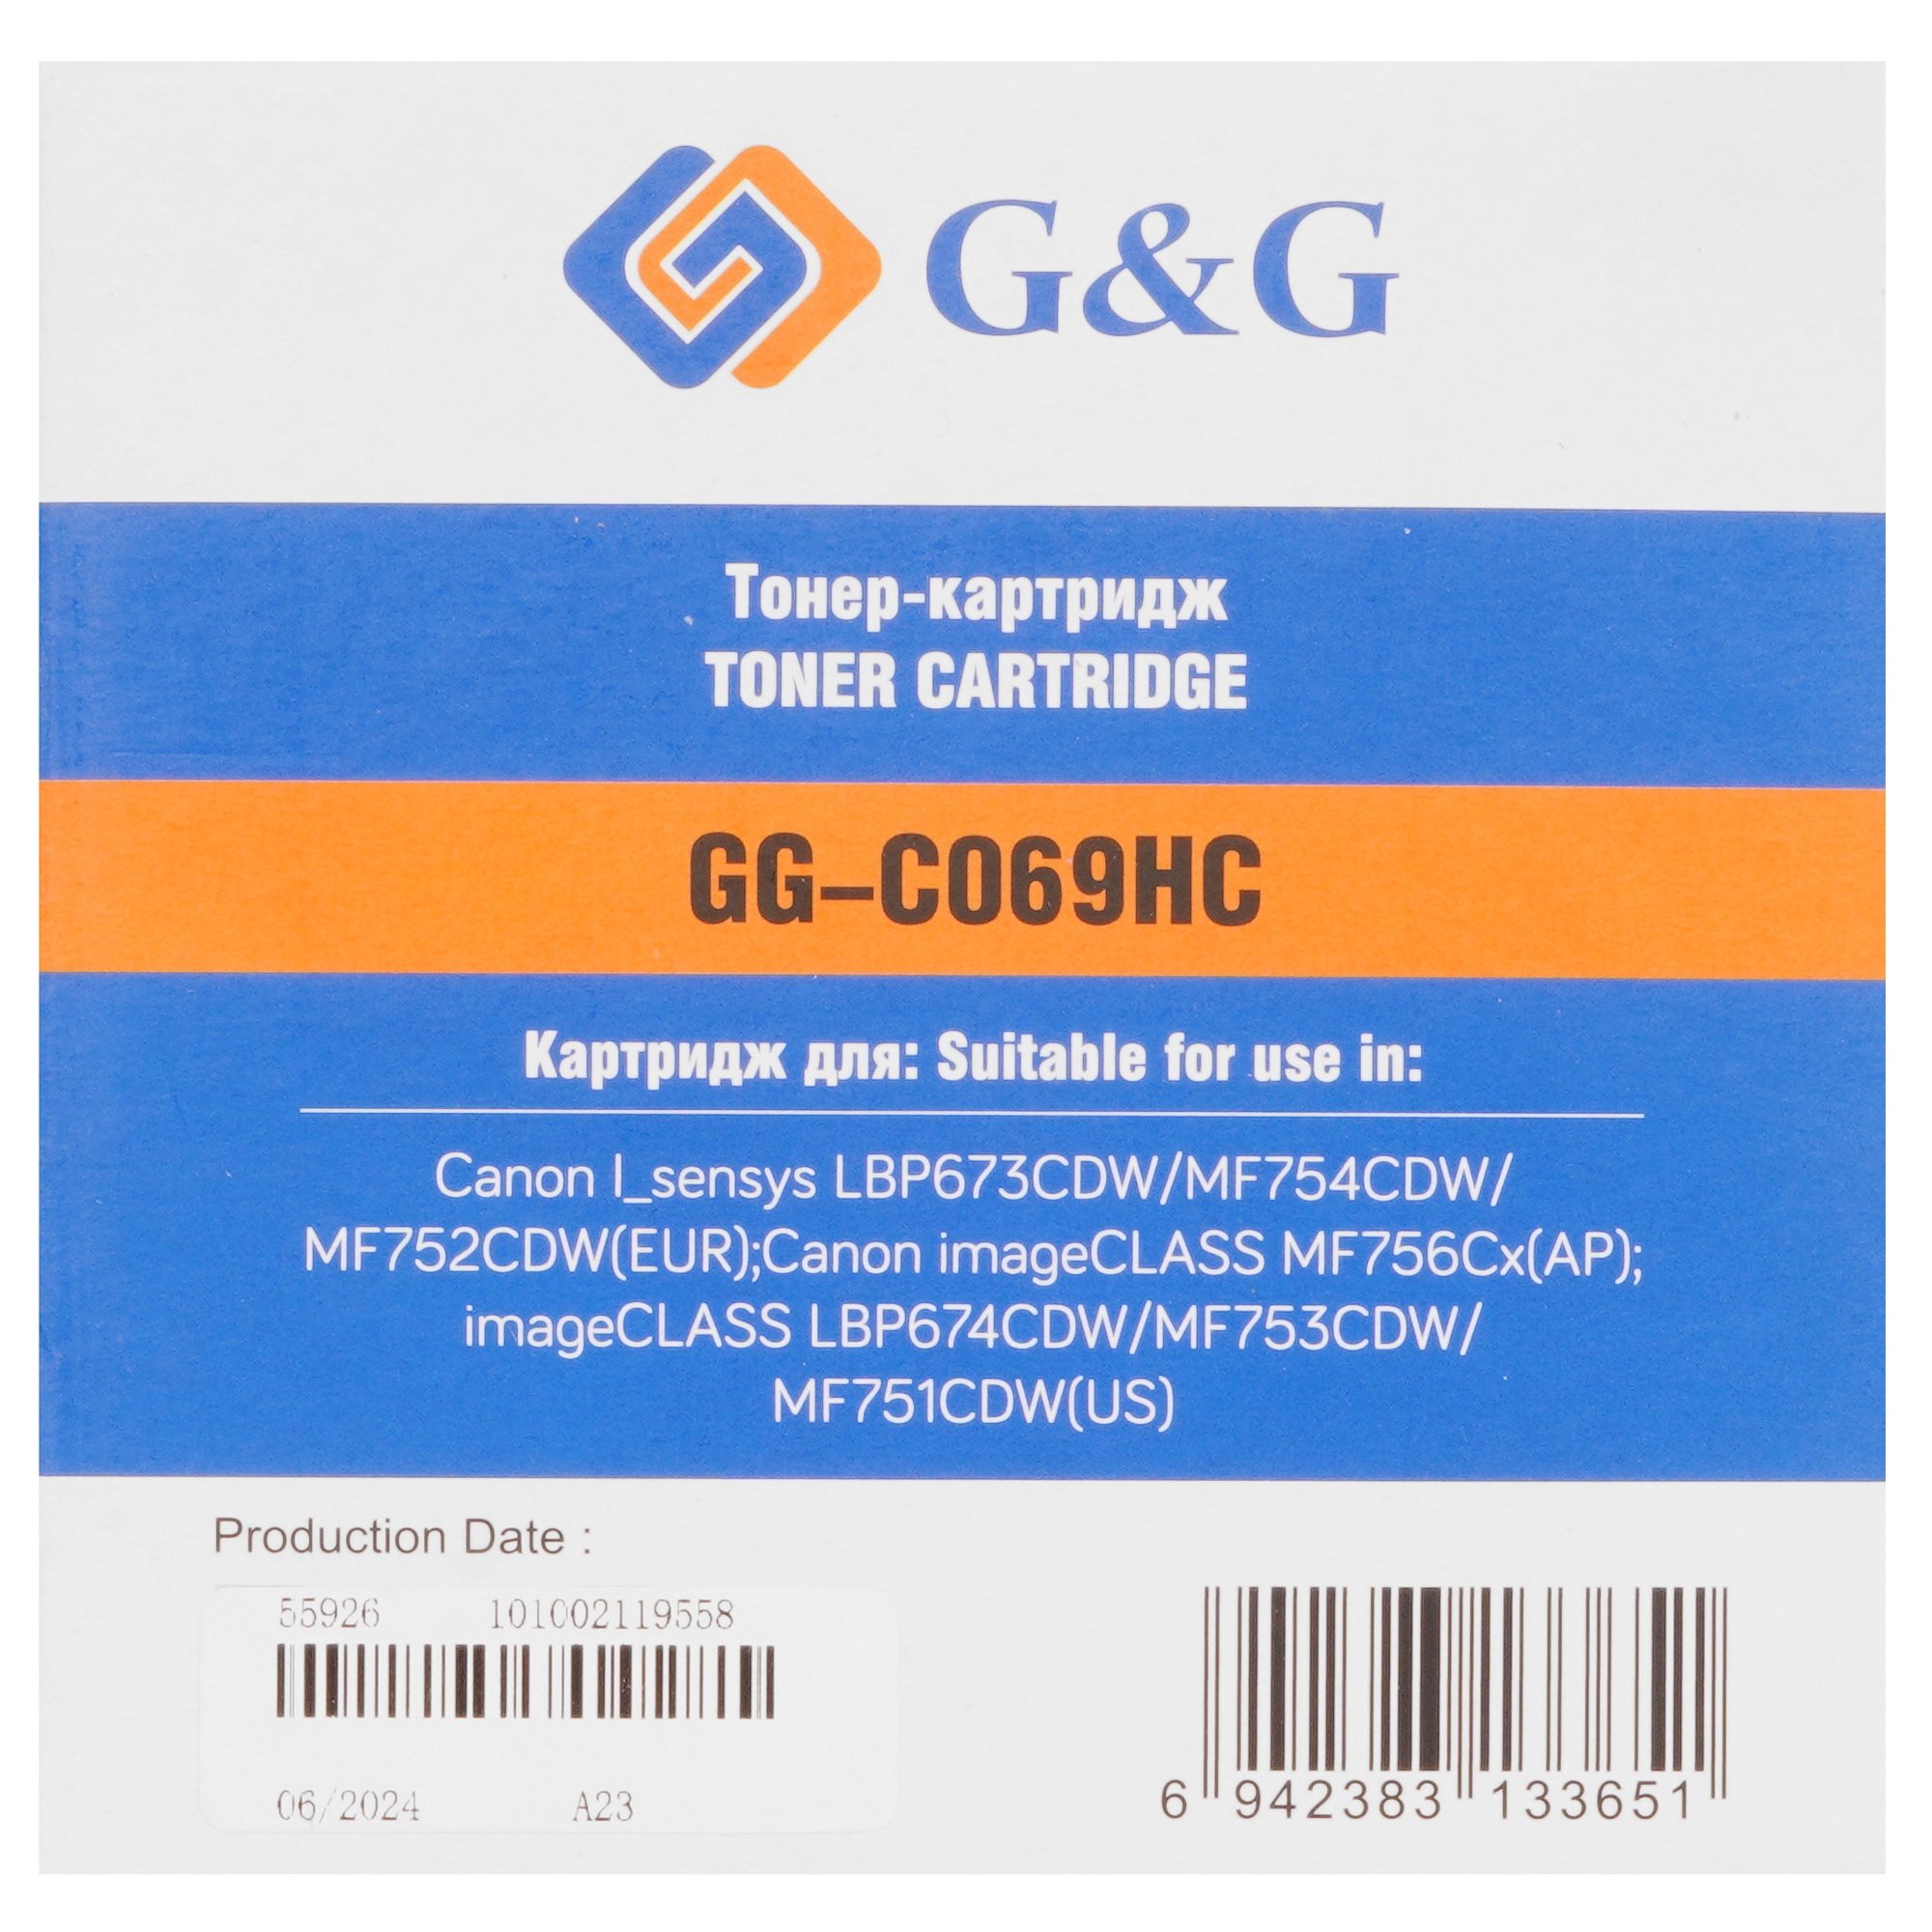 G&G
Тонер-картридж
TONER CARTRIDGE
GG-C069HC
Картридж для: Suitable for use in:
Canon I_sensys LBP673CDW/MF754CDW/
MF752CDW(EUR);Canon imageCLASS MF756Cx(AP);
imageCLASS LBP674CDW/MF753CDW/
MF751CDW(US)
Production Date :
55926 101002119558
06/2024 A23
6 942383 133651